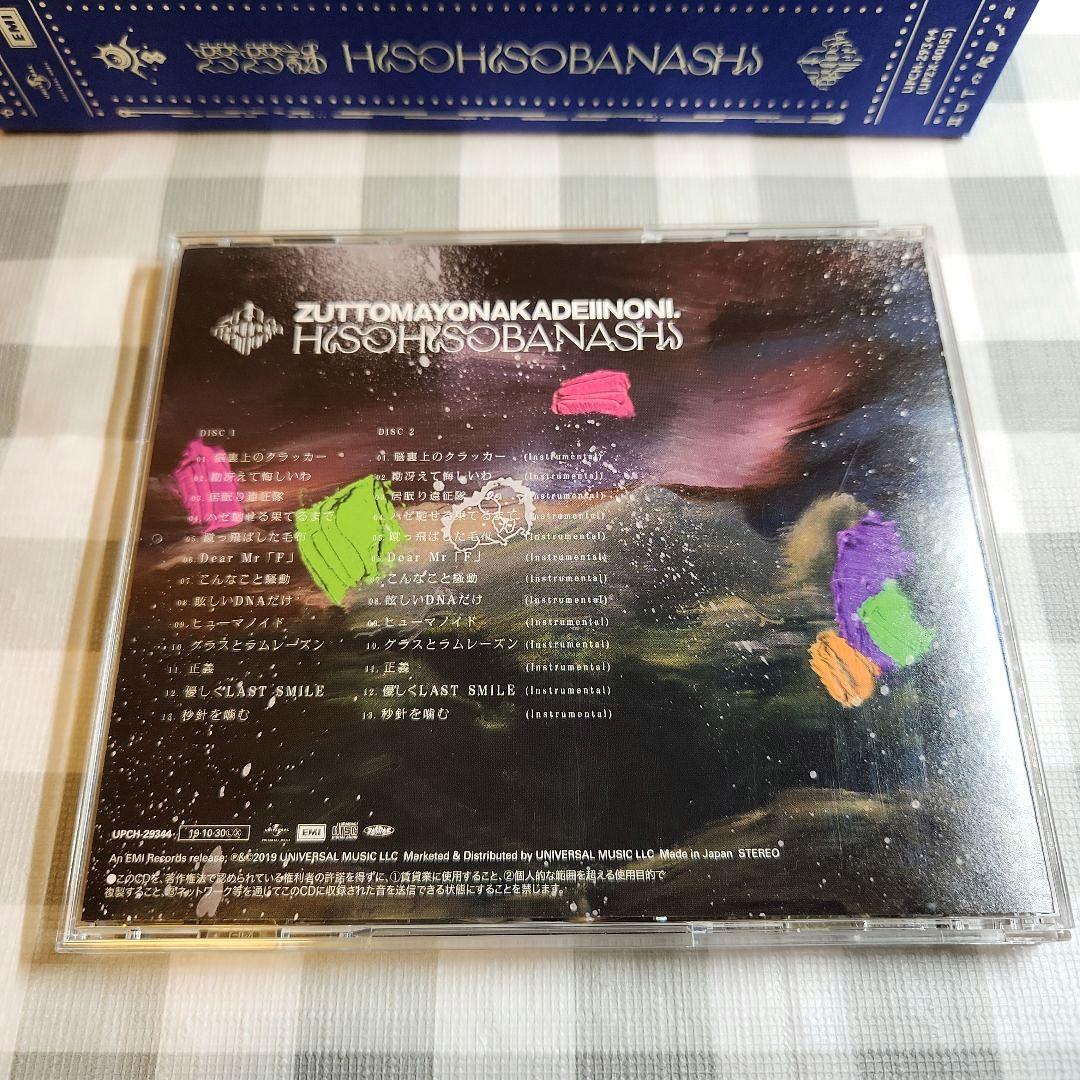 EMI
潜潜話 HISOHISOBANASHI
UPCH-29344
(UPZX-00155)
ZUTTOMAYONAKADEIINONI.
HISOHISOBANASHI
DISC 1
01. 脳裏上のクラッカー
02. 勘冴えて悔しいわ
03. 居眠り遠征隊
04. ハゼ馳せる果てるまで
05. 蹴っ飛ばした毛布
06. Dear Mr「F」
07. こんなこと騒動
08. 眩しいDNAだけ
09. ヒューマノイド
10. グラスとラムレーズン
11. 正義
12. 優しくLAST SMILE
13. 秒針を噛む
DISC 2
01. 脳裏上のクラッカー (Instrumental)
02. 勘冴えて悔しいわ (Instrumental)
03. 居眠り遠征隊 (Instrumental)
04. ハゼ馳せる果てるまで (Instrumental)
05. 蹴っ飛ばした毛布 (Instrumental)
06. Dear Mr「F」 (Instrumental)
07. こんなこと騒動 (Instrumental)
08. 眩しいDNAだけ (Instrumental)
09. ヒューマノイド (Instrumental)
10. グラスとラムレーズン (Instrumental)
11. 正義 (Instrumental)
12. 優しくLAST SMILE (Instrumental)
13. 秒針を噛む (Instrumental)
UPCH-29344 19·10·30 Ⓛ Ⓧ EMI
An EMI Records release; ℗&©2019 UNIVERSAL MUSIC LLC Marketed & Distributed by UNIVERSAL MUSIC LLC Made in Japan STEREO
●このCDを、著作権法で認められている権利者の許諾を得ずに、①賃貸業に使用すること、②個人的な範囲を超える使用目的で
複製すること、③ネットワーク等を通じてこのCDに収録された音を送信できる状態にすることを禁じます。